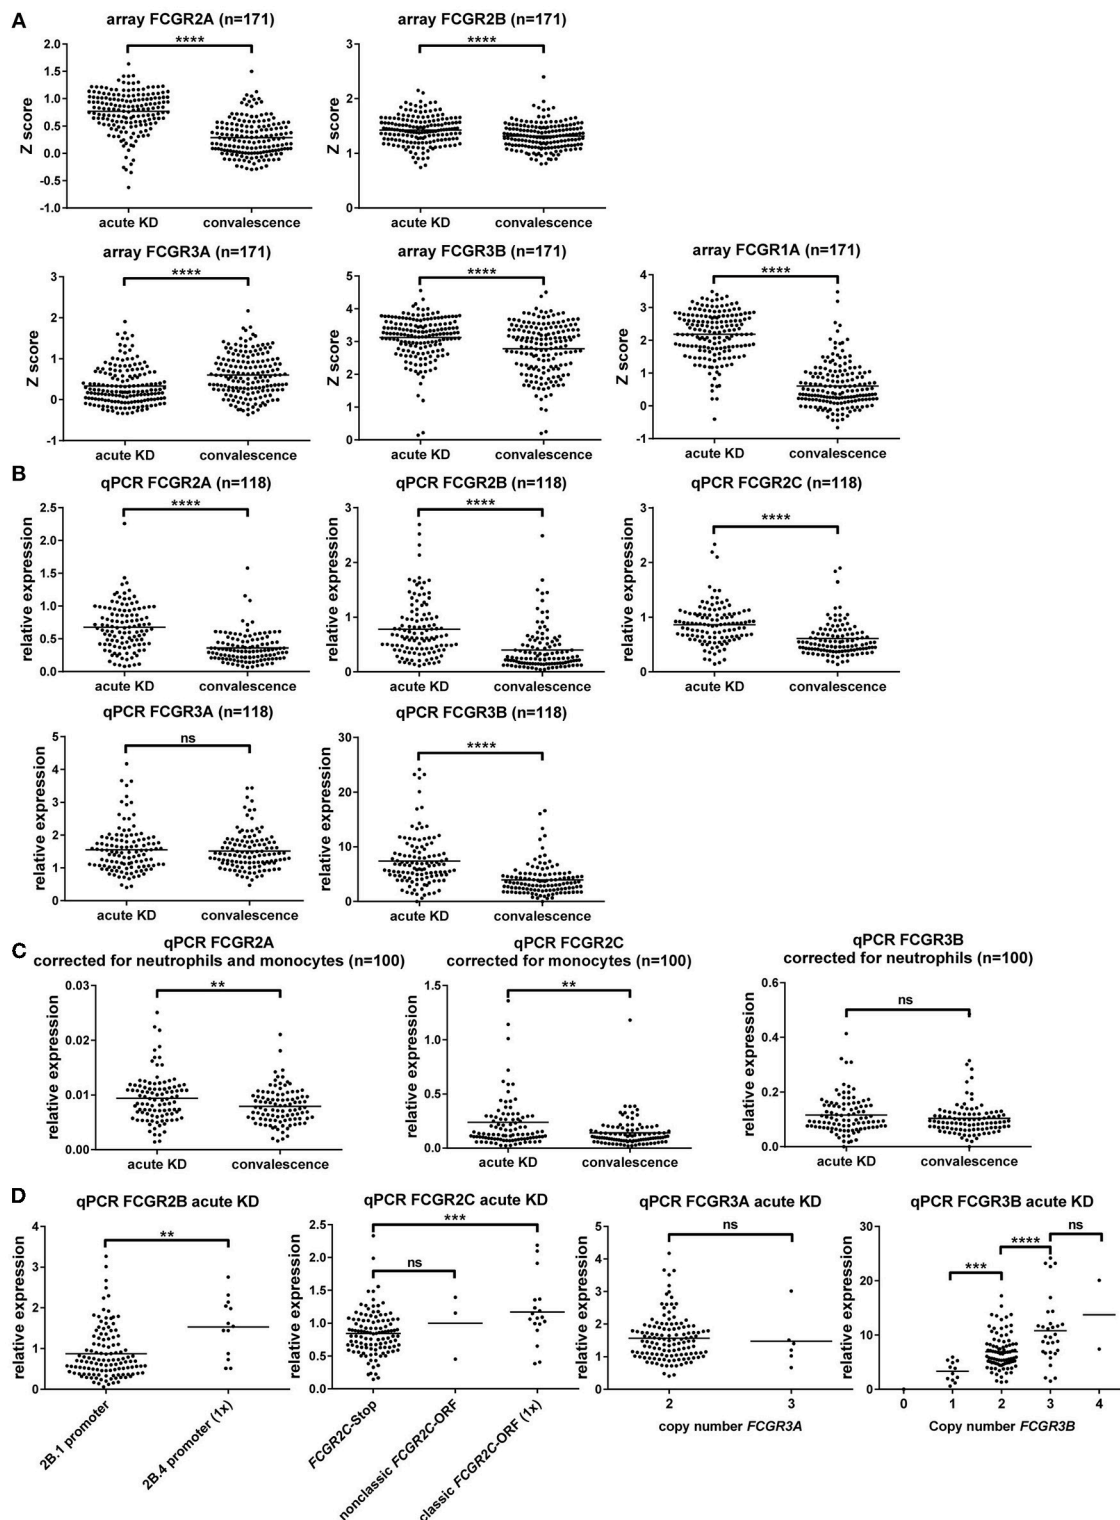 A
array FCGR2A (n=171)
****
Z score
2.0
1.5
1.0
0.5
0.0
-0.5
-1.0
acute KD
convalescence
array FCGR2B (n=171)
****
Z score
3
2
1
0
acute KD
convalescence
array FCGR3A (n=171)
****
Z score
3
2
1
0
-1
acute KD
convalescence
array FCGR3B (n=171)
****
Z score
5
4
3
2
1
0
acute KD
convalescence
array FCGR1A (n=171)
****
Z score
4
3
2
1
0
-1
acute KD
convalescence
B
qPCR FCGR2A (n=118)
****
relative expression
2.5
2.0
1.5
1.0
0.5
0.0
acute KD
convalescence
qPCR FCGR2B (n=118)
****
relative expression
3
2
1
0
acute KD
convalescence
qPCR FCGR2C (n=118)
****
relative expression
3
2
1
0
acute KD
convalescence
qPCR FCGR3A (n=118)
ns
relative expression
5
4
3
2
1
0
acute KD
convalescence
qPCR FCGR3B (n=118)
****
relative expression
30
20
10
0
acute KD
convalescence
C
qPCR FCGR2A
corrected for neutrophils and monocytes (n=100)
**
relative expression
0.03
0.02
0.01
0.00
acute KD
convalescence
qPCR FCGR2C
corrected for monocytes (n=100)
**
relative expression
1.5
1.0
0.5
0.0
acute KD
convalescence
qPCR FCGR3B
corrected for neutrophils (n=100)
ns
relative expression
0.6
0.4
0.2
0.0
acute KD
convalescence
D
qPCR FCGR2B acute KD
**
relative expression
4
3
2
1
0
2B.1 promoter
2B.4 promoter (1x)
qPCR FCGR2C acute KD
***
ns
relative expression
2.5
2.0
1.5
1.0
0.5
0.0
FCGR2C-Stop
nonclassic FCGR2C-ORF
classic FCGR2C-ORF (1x)
qPCR FCGR3A acute KD
ns
relative expression
5
4
3
2
1
0
2
3
copy number FCGR3A
qPCR FCGR3B acute KD
ns
****
***
relative expression
30
20
10
0
0
1
2
3
4
Copy number FCGR3B